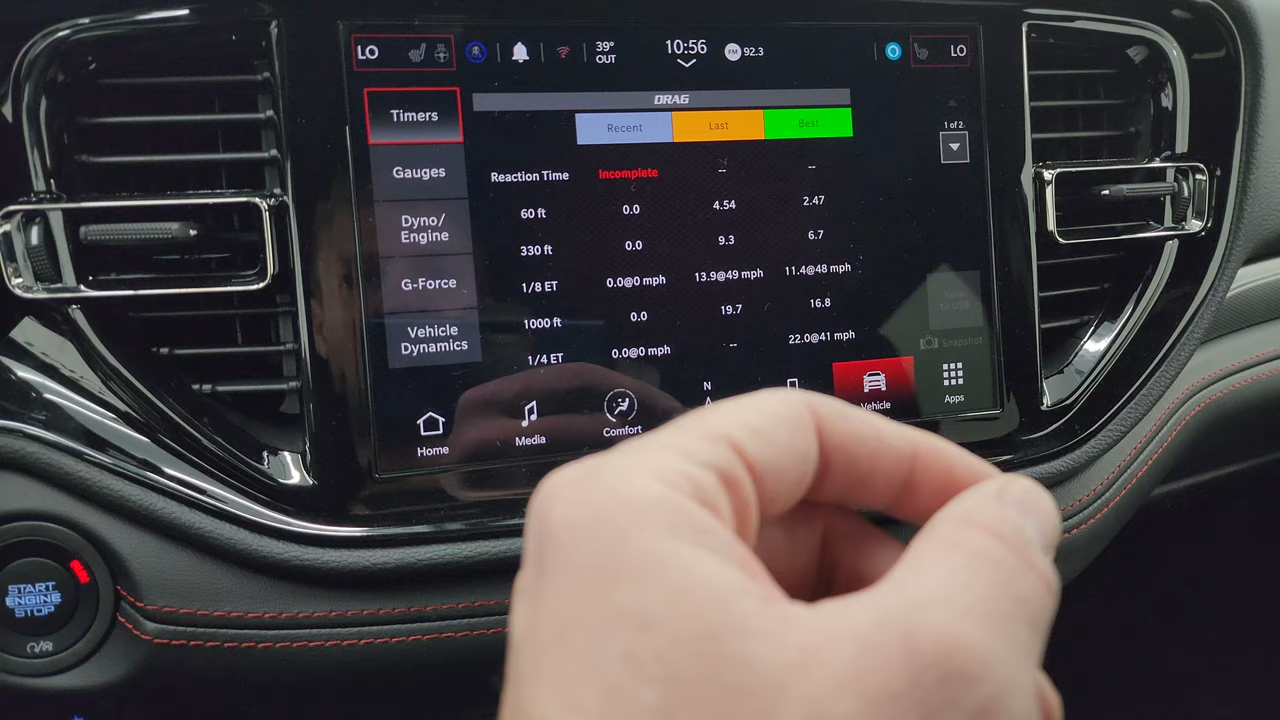 LO
39°
OUT
10:56
FM 92.3
LO
Timers
Gauges
Dyno/
Engine
G-Force
Vehicle
Dynamics
DRAG
Recent Last Best
Reaction Time Incomplete -- --
60 ft 0.0 4.54 2.47
330 ft 0.0 9.3 6.7
1/8 ET 0.0@0 mph 13.9@49 mph 11.4@48 mph
1000 ft 0.0 19.7 16.8
1/4 ET 0.0@0 mph -- 22.0@41 mph
1 of 2
Save
to USB
Snapshot
Home
Media
Comfort
N
Vehicle
Apps
START
ENGINE
STOP